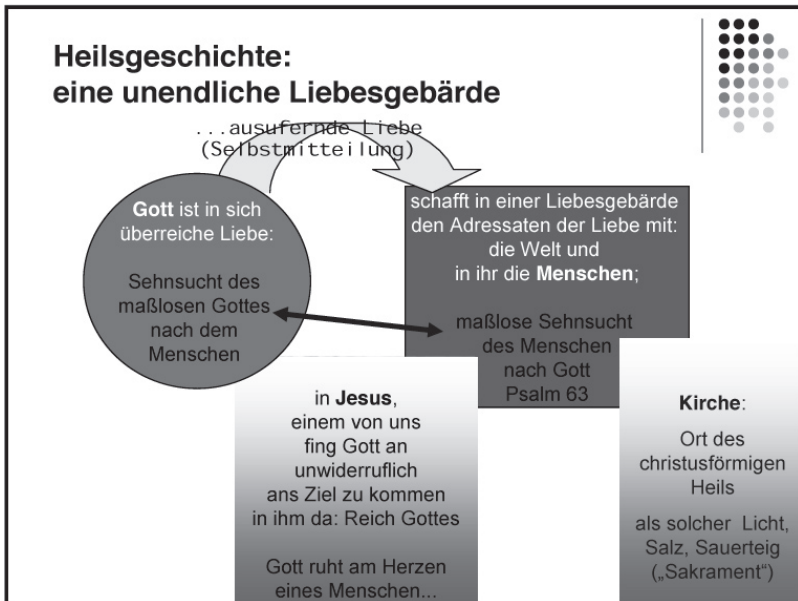 Heilsgeschichte:
eine unendliche Liebesgebärde
...ausufernde Liebe
(Selbstmitteilung)
Gott ist in sich
überreiche Liebe:
Sehnsucht des
maßlosen Gottes
nach dem
Menschen
schafft in einer Liebesgebärde
den Adressaten der Liebe mit:
die Welt und
in ihr die Menschen;
maßlose Sehnsucht
des Menschen
nach Gott
Psalm 63
in Jesus,
einem von uns
fing Gott an
unwiderruflich
ans Ziel zu kommen
in ihm da: Reich Gottes
Gott ruht am Herzen
eines Menschen...
Kirche:
Ort des
christusförmigen
Heils
als solcher Licht,
Salz, Sauerteig
(„Sakrament“)